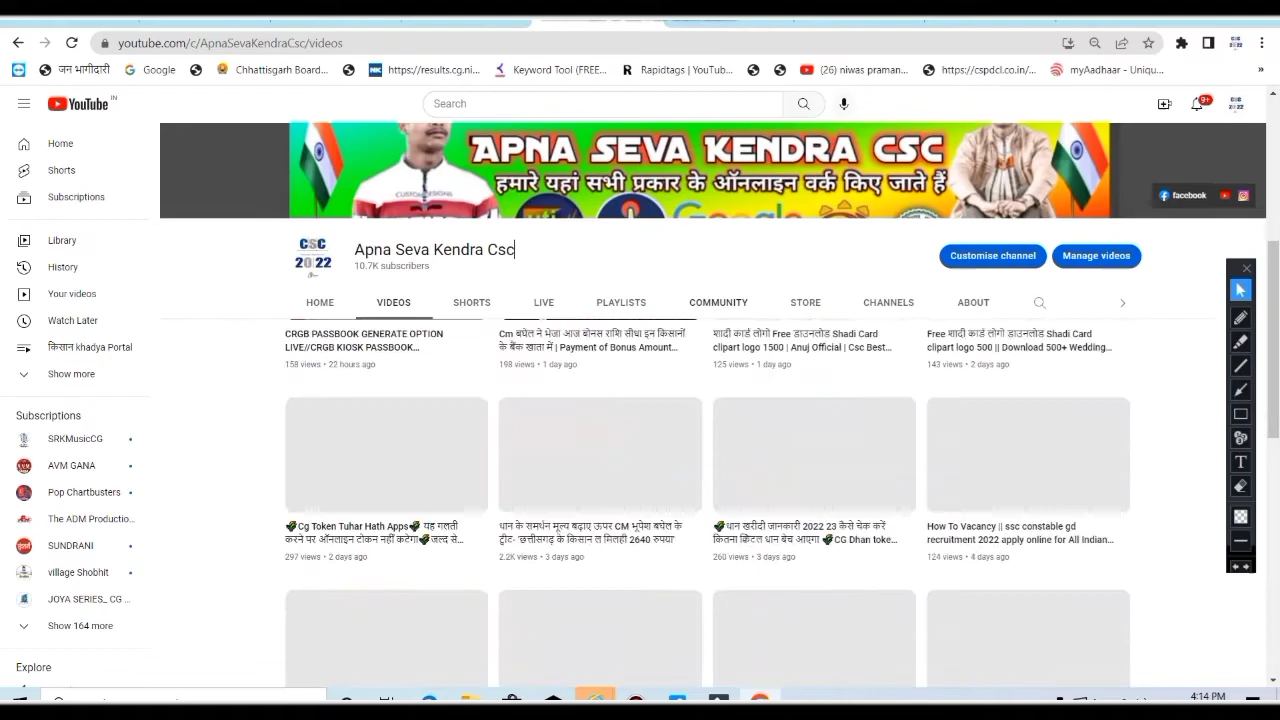 youtube.com/c/ApnaSevaKendraCsc/videos
जन भागीदारी
Google
Chhattisgarh Board...
https://results.cg.ni...
Keyword Tool (FREE...
Rapidtags | YouTub...
(26) niwas praman...
https://cspdcl.co.in/...
myAadhaar - Uniqu...
»
YouTube IN
Search
9+
Home
Shorts
Subscriptions
Library
History
Your videos
Watch Later
किसान khadya Portal
Show more
Subscriptions
SRKMusicCG
AVM GANA
Pop Chartbusters
The ADM Productio...
SUNDRANI
village Shobhit
JOYA SERIES_ CG ...
Show 164 more
Explore
APNA SEVA KENDRA CSC
हमारे यहां सभी प्रकार के ऑनलाइन वर्क किए जाते हैं
Google
facebook
CSC
2022
Apna Seva Kendra Csc
10.7K subscribers
Customise channel
Manage videos
HOME VIDEOS SHORTS LIVE PLAYLISTS COMMUNITY STORE CHANNELS ABOUT
CRGB PASSBOOK GENERATE OPTION
LIVE//CRGB KIOSK PASSBOOK...
158 views • 22 hours ago
Cm बघेल ने भेजा आज बोनस राशि सीधा इन किसानों
के बैंक खाता में | Payment of Bonus Amount...
198 views • 1 day ago
शादी कार्ड लोगो Free डाउनलोड Shadi Card
clipart logo 1500 | Anuj Official | Csc Best...
125 views • 1 day ago
Free शादी कार्ड लोगो डाउनलोड Shadi Card
clipart logo 500 || Download 500+ Wedding...
143 views • 2 days ago
Cg Token Tuhar Hath Apps यह गलती
करने पर ऑनलाइन टोकन नहीं कटेगा जल्द से...
297 views • 2 days ago
धान के समर्थन मूल्य बढ़ाए ऊपर CM भूपेश बघेल के
ट्वीट- 'छत्तीसगढ़ के किसान ल मिलही 2640 रुपया'
2.2K views • 3 days ago
धान खरीदी जानकारी 2022 23 कैसे चेक करें
कितना क्विंटल धान बेच आएगा CG Dhan toke...
260 views • 3 days ago
How To Vacancy || ssc constable gd
recruitment 2022 apply online for All Indian...
124 views • 4 days ago
T
4:14 PM